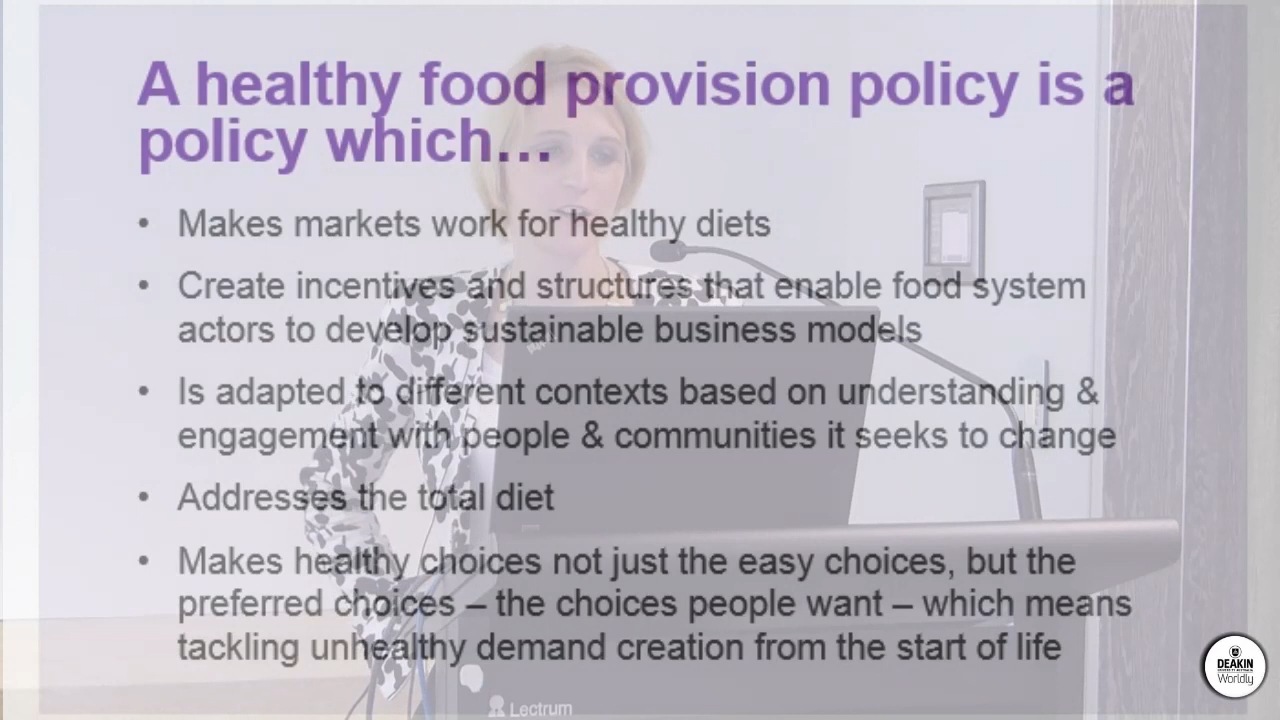 A healthy food provision policy is a
policy which…
• Makes markets work for healthy diets
• Create incentives and structures that enable food system
actors to develop sustainable business models
• Is adapted to different contexts based on understanding &
engagement with people & communities it seeks to change
• Addresses the total diet
• Makes healthy choices not just the easy choices, but the
preferred choices – the choices people want – which means
tackling unhealthy demand creation from the start of life
Lectrum
DEAKIN
Worldly